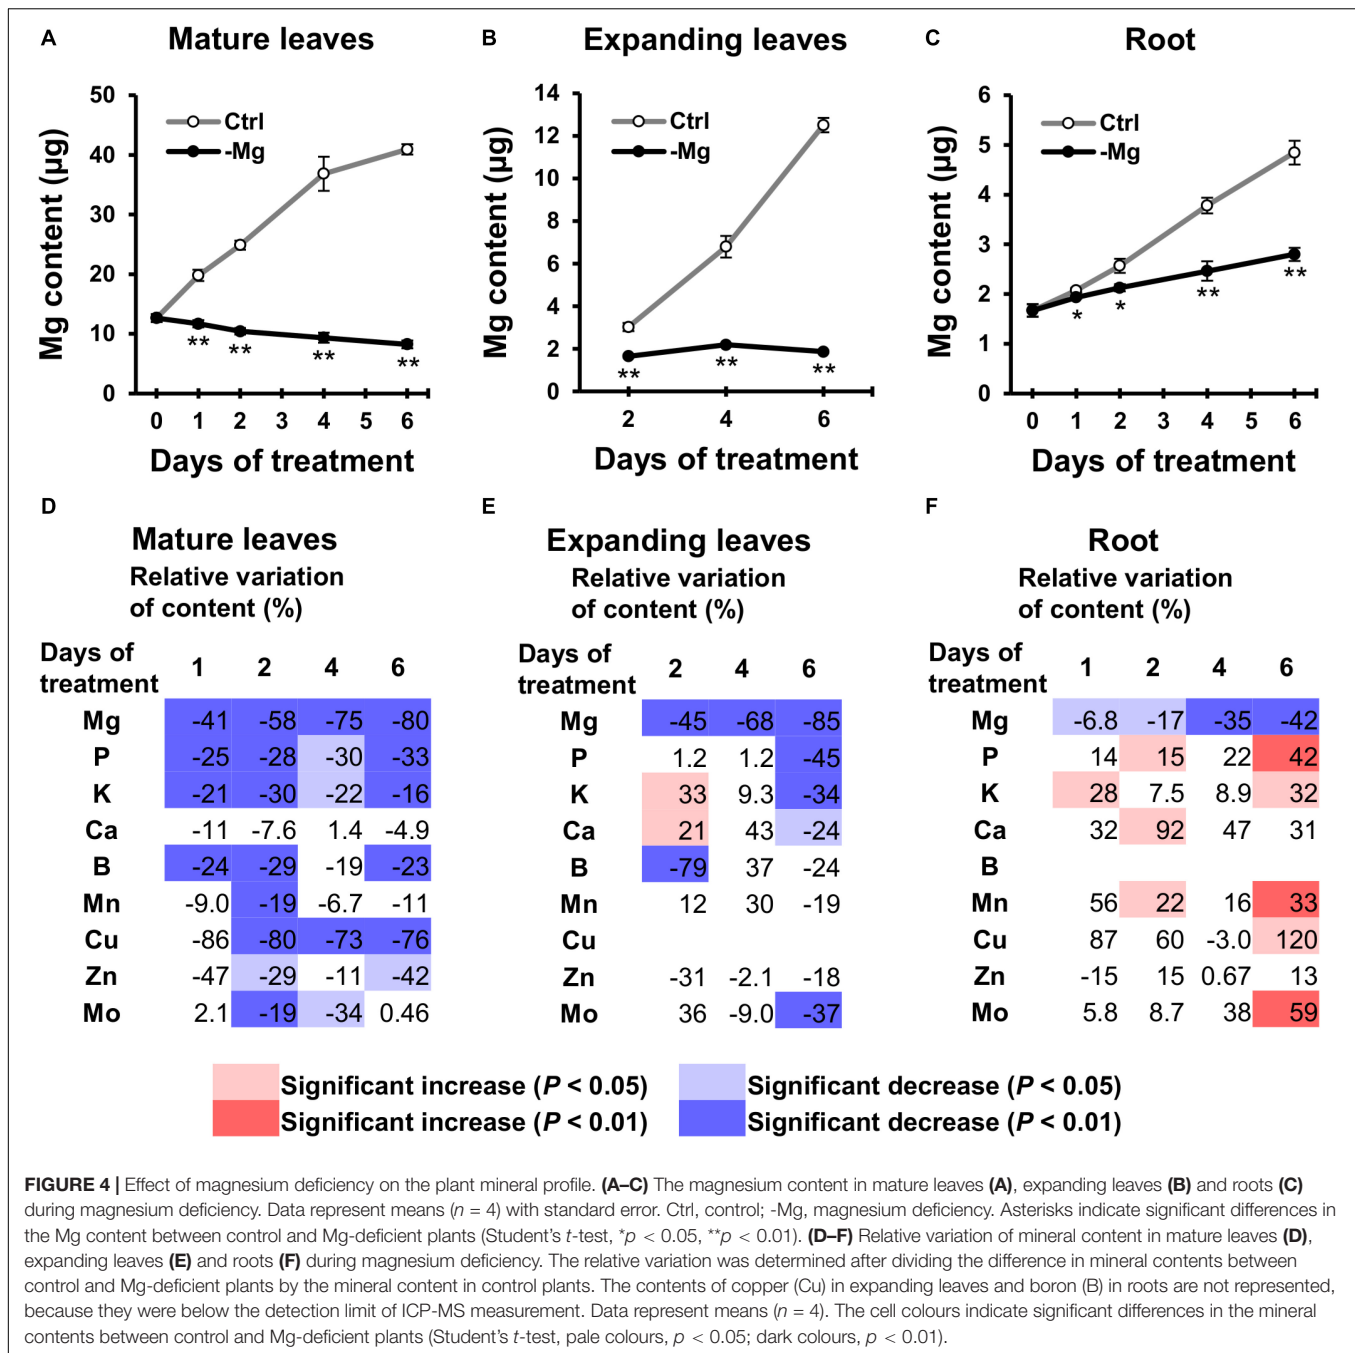 A Mature leaves
B Expanding leaves
C Root
Mg content (µg)
50
40
30
20
10
0
Ctrl
-Mg
**
**
**
**
0 1 2 3 4 5 6
Days of treatment
Mg content (µg)
14
12
10
8
6
4
2
0
Ctrl
-Mg
**
**
**
2 4 6
Days of treatment
Mg content (µg)
6
5
4
3
2
1
0
Ctrl
-Mg
*
*
**
**
0 1 2 3 4 5 6
Days of treatment
D
Mature leaves
Relative variation
of content (%)
Days of
treatment
1 2 4 6
Mg -41 -58 -75 -80
P -25 -28 -30 -33
K -21 -30 -22 -16
Ca -11 -7.6 1.4 -4.9
B -24 -29 -19 -23
Mn -9.0 -19 -6.7 -11
Cu -86 -80 -73 -76
Zn -47 -29 -11 -42
Mo 2.1 -19 -34 0.46
E
Expanding leaves
Relative variation
of content (%)
Days of
treatment
2 4 6
Mg -45 -68 -85
P 1.2 1.2 -45
K 33 9.3 -34
Ca 21 43 -24
B -79 37 -24
Mn 12 30 -19
Cu
Zn -31 -2.1 -18
Mo 36 -9.0 -37
F
Root
Relative variation
of content (%)
Days of
treatment
1 2 4 6
Mg -6.8 -17 -35 -42
P 14 15 22 42
K 28 7.5 8.9 32
Ca 32 92 47 31
B
Mn 56 22 16 33
Cu 87 60 -3.0 120
Zn -15 15 0.67 13
Mo 5.8 8.7 38 59
Significant increase (P < 0.05)
Significant decrease (P < 0.05)
Significant increase (P < 0.01)
Significant decrease (P < 0.01)
FIGURE 4 | Effect of magnesium deficiency on the plant mineral profile. (A–C) The magnesium content in mature leaves (A), expanding leaves (B) and roots (C)
during magnesium deficiency. Data represent means (n = 4) with standard error. Ctrl, control; -Mg, magnesium deficiency. Asterisks indicate significant differences in
the Mg content between control and Mg-deficient plants (Student's t-test, *p < 0.05, **p < 0.01). (D–F) Relative variation of mineral content in mature leaves (D),
expanding leaves (E) and roots (F) during magnesium deficiency. The relative variation was determined after dividing the difference in mineral contents between
control and Mg-deficient plants by the mineral content in control plants. The contents of copper (Cu) in expanding leaves and boron (B) in roots are not represented,
because they were below the detection limit of ICP-MS measurement. Data represent means (n = 4). The cell colours indicate significant differences in the mineral
contents between control and Mg-deficient plants (Student's t-test, pale colours, p < 0.05; dark colours, p < 0.01).